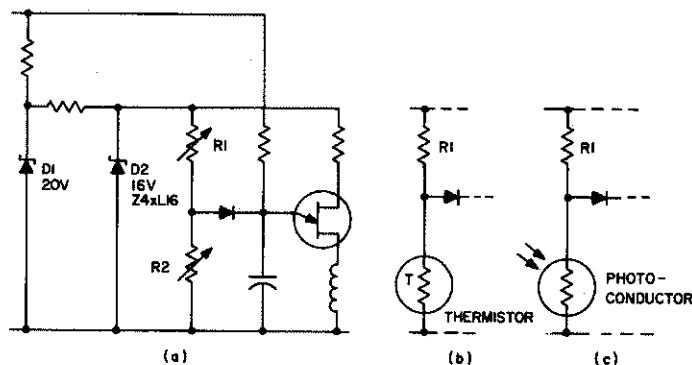 D1
20V
D2
16V
Z4xL16
R1
R2
(a)
R1
T
THERMISTOR
(b)
R1
PHOTO-
CONDUCTOR
(c)